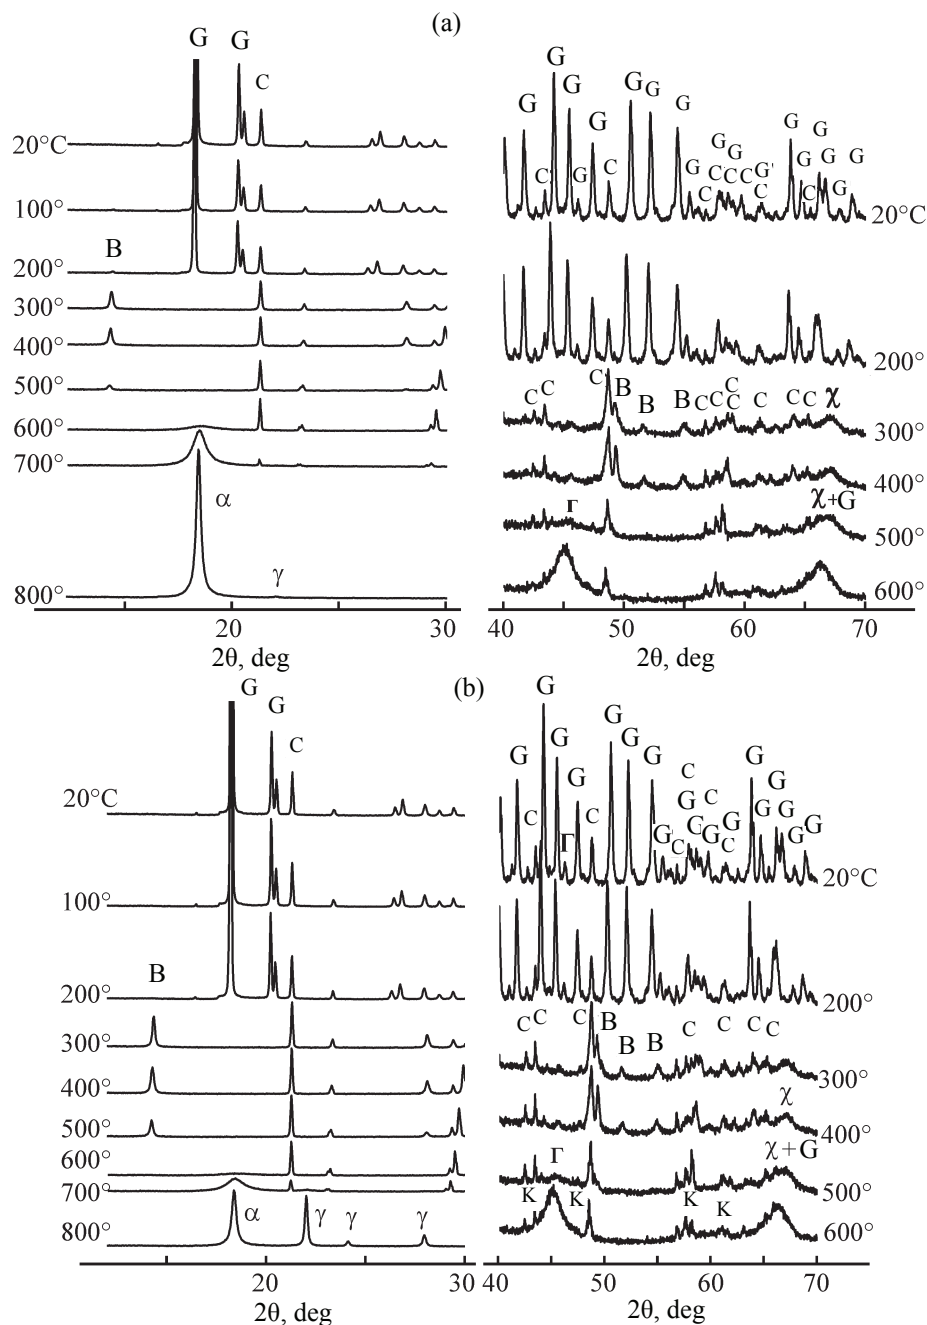 (a)
G G C
20°C
100°
B
200°
300°
400°
500°
600°
700°
α
γ
800°
20 30
2θ, deg
G
G G
G G G G
G G G G
C G C G C C C C G' G G G
C C C G
20°C
200°
C B B B C C C C C C C χ
C C
300°
400°
Γ χ+G
500°
600°
40 50 60 70
2θ, deg
(b)
G G C
20°C
100°
B
200°
300°
400°
500°
600°
700°
α γ γ γ
800°
20 30
2θ, deg
G
G G G
G G G C G
G G C G G
C Γ C G C C G G C G G G
20°C
200°
C C C B B B C C C C
300°
χ
400°
Γ χ+G
500°
K K K K
600°
40 50 60 70
2θ, deg